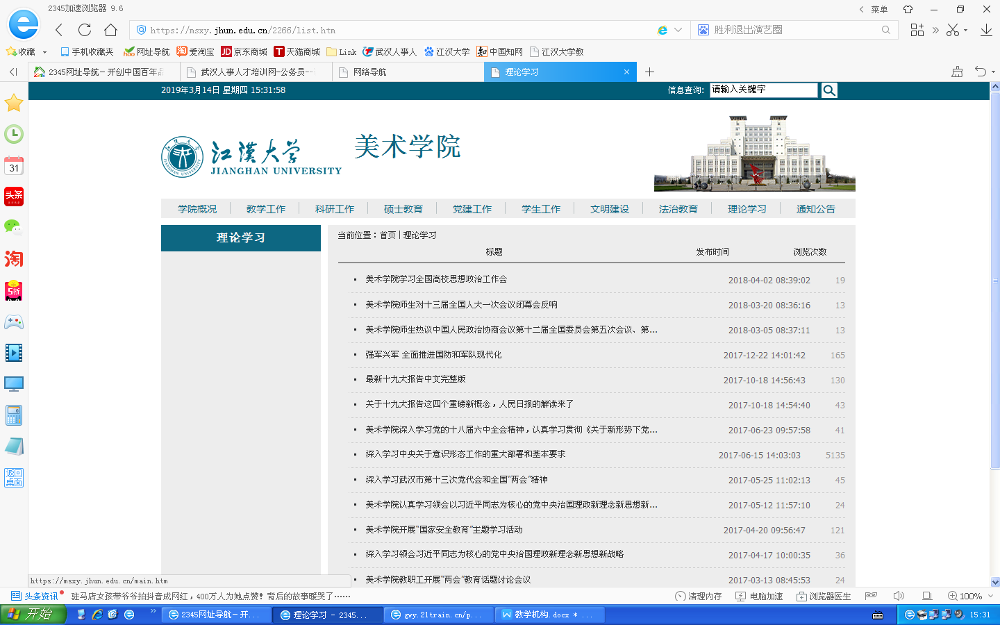 2345加速浏览器 9.6
菜单
https://msxy.jhun.edu.cn/2266/list.htm
胜利退出演艺圈
收藏 手机收藏夹 网址导航 爱淘宝 京东商城 天猫商城 Link 武汉人事人 江汉大学 中国知网 江汉大学教
2345网址导航－开创中国百年品 武汉人事人才培训网-公务员-- 网络导航 理论学习
2019年3月14日 星期四 15:31:58
信息查询: 请输入关键字
31
头条
淘
5折
返回
桌面
江汉大学
JIANGHAN UNIVERSITY
美术学院
学院概况 教学工作 科研工作 硕士教育 党建工作 学生工作 文明建设 法治教育 理论学习 通知公告
理论学习
当前位置：首页 | 理论学习
标题 发布时间 浏览次数
美术学院学习全国高校思想政治工作会 2018-04-02 08:39:02 19
美术学院师生对十三届全国人大一次会议闭幕会反响 2018-03-20 08:36:16 13
美术学院师生热议中国人民政治协商会议第十二届全国委员会第五次会议、第... 2018-03-05 08:37:11 13
强军兴军 全面推进国防和军队现代化 2017-12-22 14:01:42 165
最新十九大报告中文完整版 2017-10-18 14:56:43 130
关于十九大报告这四个重磅新概念，人民日报的解读来了 2017-10-18 14:54:40 43
美术学院深入学习党的十八届六中全会精神，认真学习贯彻《关于新形势下党... 2017-06-23 09:57:58 41
深入学习中央关于意识形态工作的重大部署和基本要求 2017-06-15 14:03:03 5135
深入学习武汉市第十三次党代会和全国“两会”精神 2017-05-25 11:02:13 45
美术学院认真学习领会以习近平同志为核心的党中央治国理政新理念新思想新... 2017-05-12 11:57:10 24
美术学院开展“国家安全教育”主题学习活动 2017-04-20 09:56:47 121
深入学习领会习近平同志为核心的党中央治国理政新理念新思想新战略 2017-04-17 10:00:35 36
美术学院教职工开展“两会”教育话题讨论会议 2017-03-13 08:45:53 24
https://msxy.jhun.edu.cn/main.htm
头条资讯 驻马店女孩带爷爷拍抖音成网红，400万人为她点赞！背后的故事暖哭了……
清理内存 电脑加速 浏览器医生 100%
开始 2345网址导航－开... 理论学习 - 2345... gwy.21train.cn/p... 教学机构.docx * ... 15:31